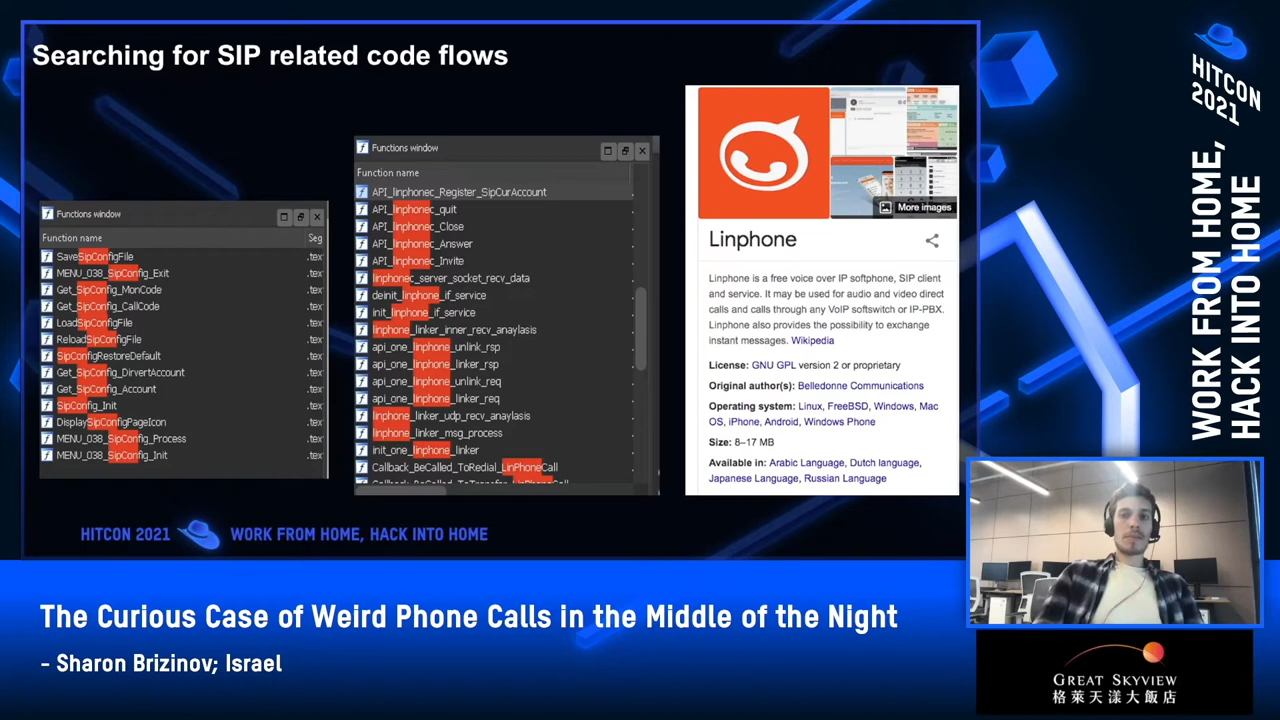 Searching for SIP related code flows
Functions window
Function name
Seg
SaveSipConfigFile
.tex
MENU_038_SipConfig_Exit
.tex
Get_SipConfig_MonCode
.tex
Get_SipConfig_CallCode
.tex
LoadSipConfigFile
.tex
ReloadSipConfigFile
.tex
SipConfigRestoreDefault
.tex
Get_SipConfig_DirvertAccount
.tex
Get_SipConfig_Account
.tex
SipConfig_Init
.tex
DisplaySipConfigPageIcon
.tex
MENU_038_SipConfig_Process
.tex
MENU_038_SipConfig_Init
.tex
Functions window
Function name
API_linphonec_Register_SipCurAccount
API_linphonec_quit
API_linphonec_Close
API_linphonec_Answer
API_linphonec_Invite
linphonec_server_socket_recv_data
deinit_linphone_if_service
init_linphone_if_service
linphone_linker_inner_recv_anaylasis
api_one_linphone_unlink_rsp
api_one_linphone_linker_rsp
api_one_linphone_unlink_req
api_one_linphone_linker_req
linphone_linker_udp_recv_anaylasis
linphone_linker_msg_process
init_one_linphone_linker
Callback_BeCalled_ToRedial_LinPhoneCall
Callback_BeCalled_ToTransfer_LinPhoneCall
More images
Linphone
Linphone is a free voice over IP softphone, SIP client
and service. It may be used for audio and video direct
calls and calls through any VoIP softswitch or IP-PBX.
Linphone also provides the possibility to exchange
instant messages. Wikipedia
License: GNU GPL version 2 or proprietary
Original author(s): Belledonne Communications
Operating system: Linux, FreeBSD, Windows, Mac
OS, iPhone, Android, Windows Phone
Size: 8–17 MB
Available in: Arabic Language, Dutch language,
Japanese Language, Russian Language
HITCON 2021 WORK FROM HOME, HACK INTO HOME
HITCON
2021
WORK FROM HOME,
HACK INTO HOME
The Curious Case of Weird Phone Calls in the Middle of the Night
- Sharon Brizinov; Israel
GREAT SKYVIEW
格萊天漾大飯店